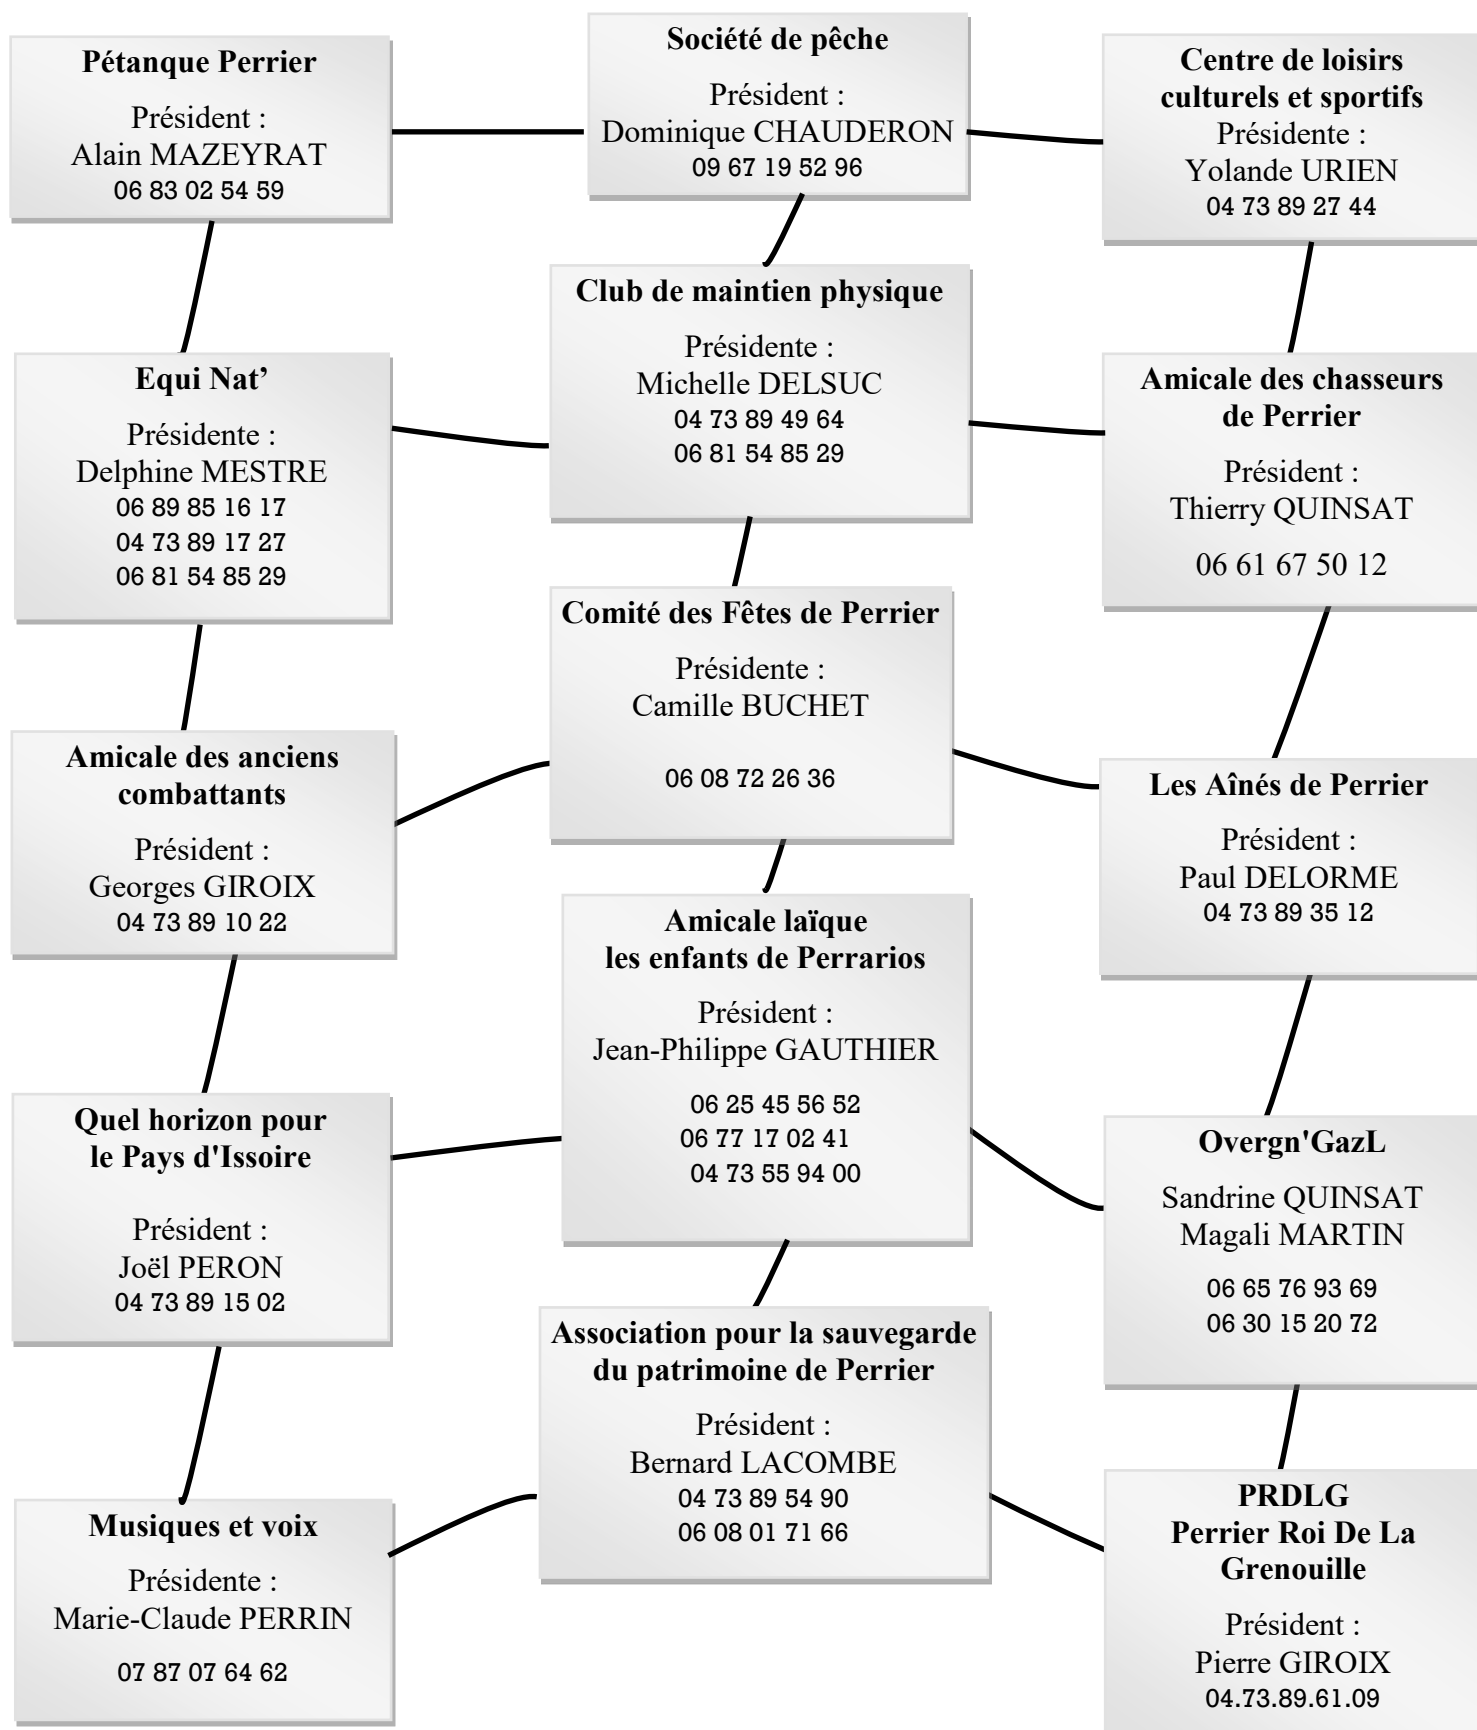 Pétanque Perrier
Président :
Alain MAZEYRAT
06 83 02 54 59
Société de pêche
Président :
Dominique CHAUDERON
09 67 19 52 96
Centre de loisirs
culturels et sportifs
Présidente :
Yolande URIEN
04 73 89 27 44
Equi Nat’
Présidente :
Delphine MESTRE
06 89 85 16 17
04 73 89 17 27
06 81 54 85 29
Club de maintien physique
Présidente :
Michelle DELSUC
04 73 89 49 64
06 81 54 85 29
Amicale des chasseurs
de Perrier
Président :
Thierry QUINSAT
06 61 67 50 12
Comité des Fêtes de Perrier
Présidente :
Camille BUCHET
06 08 72 26 36
Amicale des anciens
combattants
Président :
Georges GIROIX
04 73 89 10 22
Les Aînés de Perrier
Président :
Paul DELORME
04 73 89 35 12
Amicale laïque
les enfants de Perrarios
Président :
Jean-Philippe GAUTHIER
06 25 45 56 52
06 77 17 02 41
04 73 55 94 00
Quel horizon pour
le Pays d'Issoire
Président :
Joël PERON
04 73 89 15 02
Overgn'GazL
Sandrine QUINSAT
Magali MARTIN
06 65 76 93 69
06 30 15 20 72
Association pour la sauvegarde
du patrimoine de Perrier
Président :
Bernard LACOMBE
04 73 89 54 90
06 08 01 71 66
Musiques et voix
Présidente :
Marie-Claude PERRIN
07 87 07 64 62
PRDLG
Perrier Roi De La
Grenouille
Président :
Pierre GIROIX
04.73.89.61.09